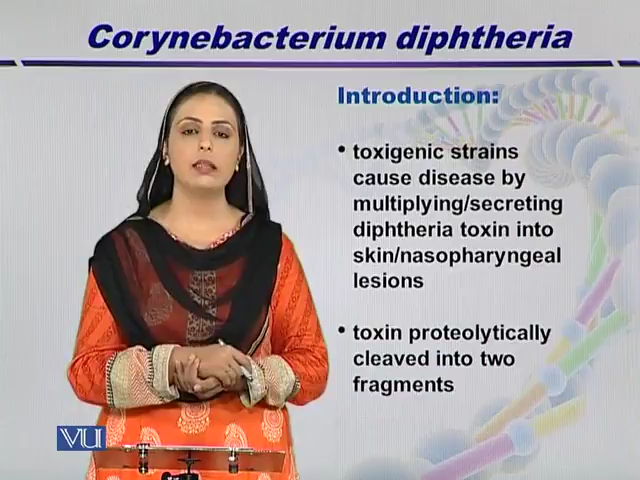 Corynebacterium diphtheria
Introduction:
• toxigenic strains
cause disease by
multiplying/secreting
diphtheria toxin into
skin/nasopharyngeal
lesions
• toxin proteolytically
cleaved into two
fragments
VU